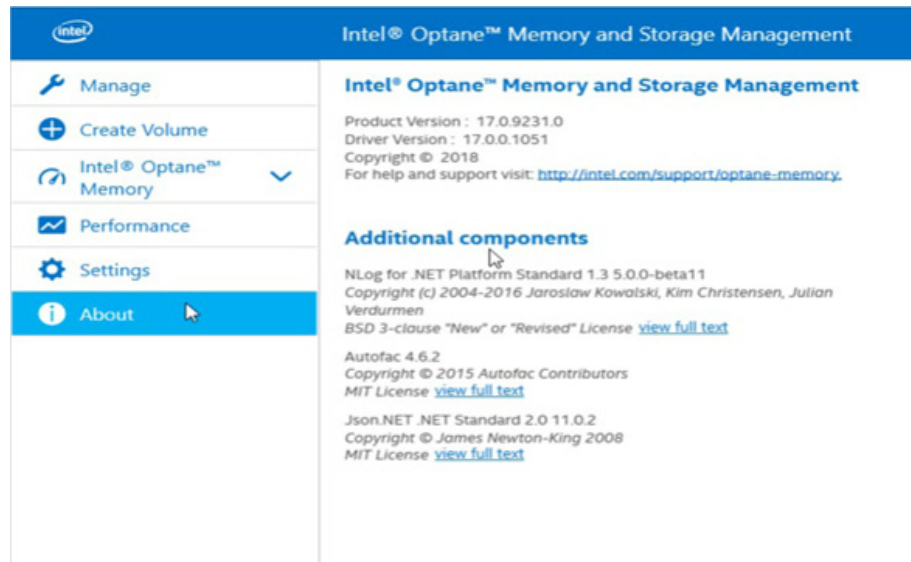 intel
Intel® Optane™ Memory and Storage Management
Manage
Create Volume
Intel® Optane™
Memory
Performance
Settings
About
Intel® Optane™ Memory and Storage Management
Product Version : 17.0.9231.0
Driver Version : 17.0.0.1051
Copyright © 2018
For help and support visit: http://intel.com/support/optane-memory.
Additional components
NLog for .NET Platform Standard 1.3 5.0.0-beta11
Copyright (c) 2004-2016 Jaroslaw Kowalski, Kim Christensen, Julian
Verdurmen
BSD 3-clause "New" or "Revised" License view full text
Autofac 4.6.2
Copyright © 2015 Autofac Contributors
MIT License view full text
Json.NET .NET Standard 2.0 11.0.2
Copyright © James Newton-King 2008
MIT License view full text